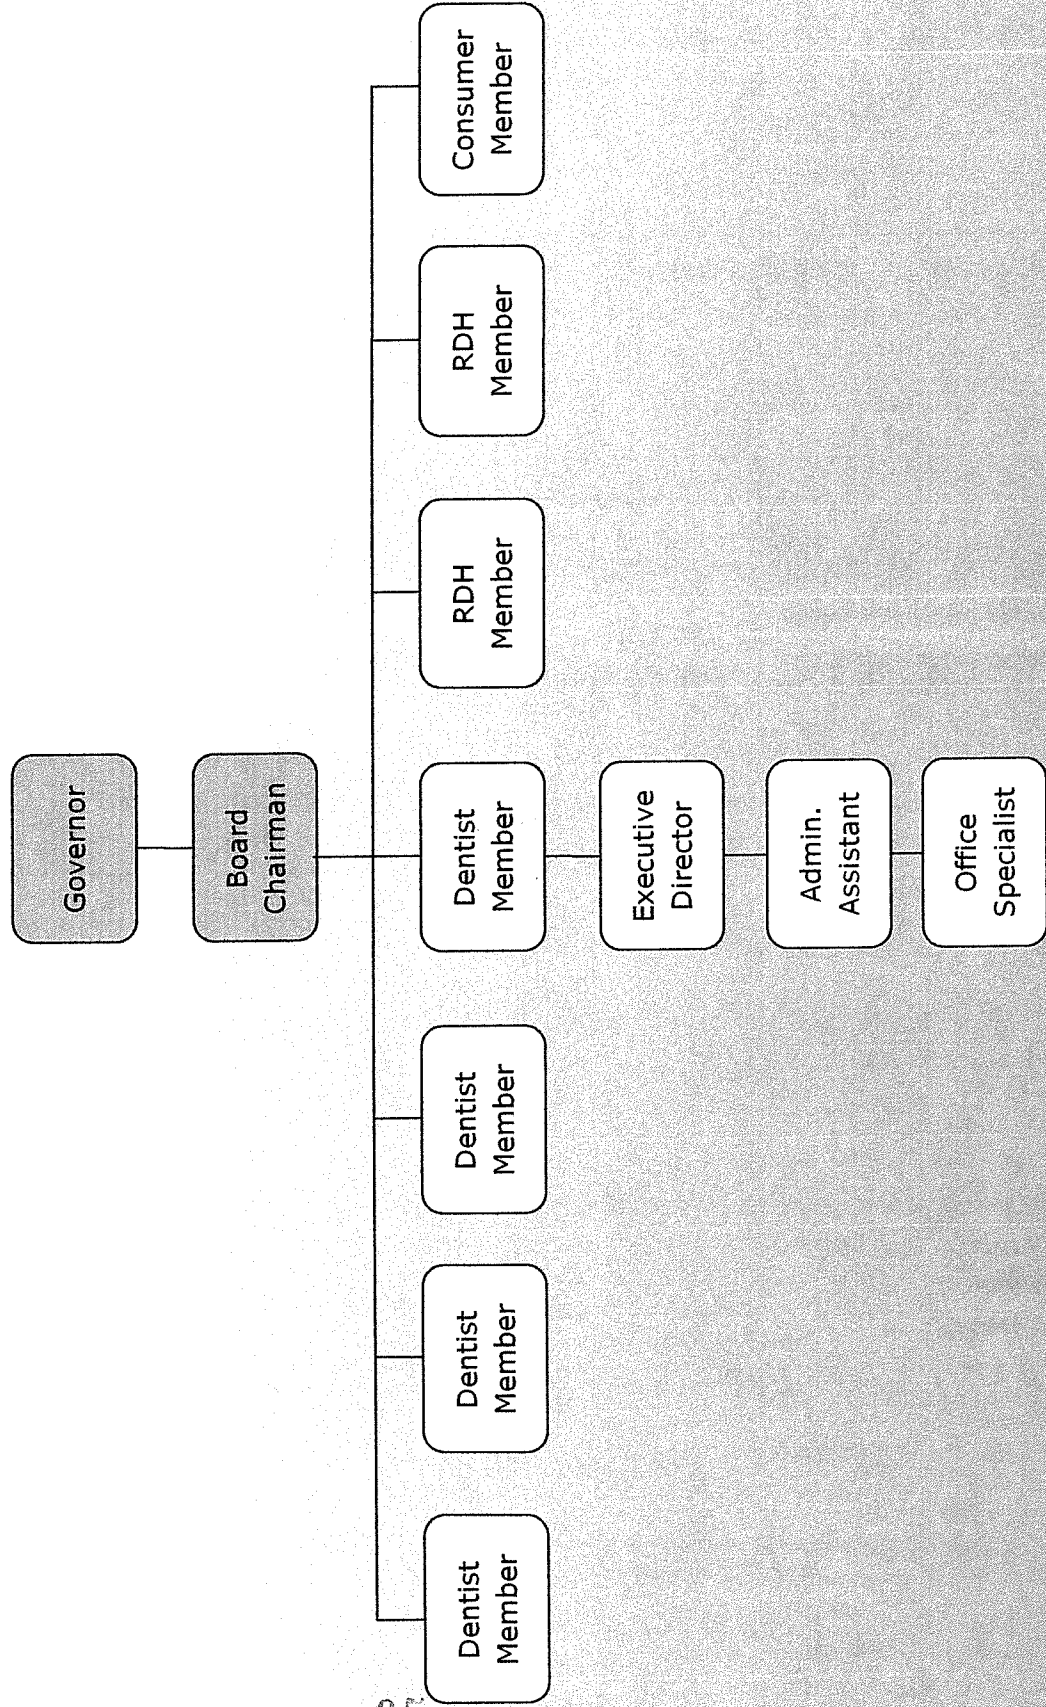 Governor
Board
Chairman
Dentist
Member
Dentist
Member
Dentist
Member
Dentist
Member
RDH
Member
RDH
Member
Consumer
Member
Executive
Director
Admin.
Assistant
Office
Specialist